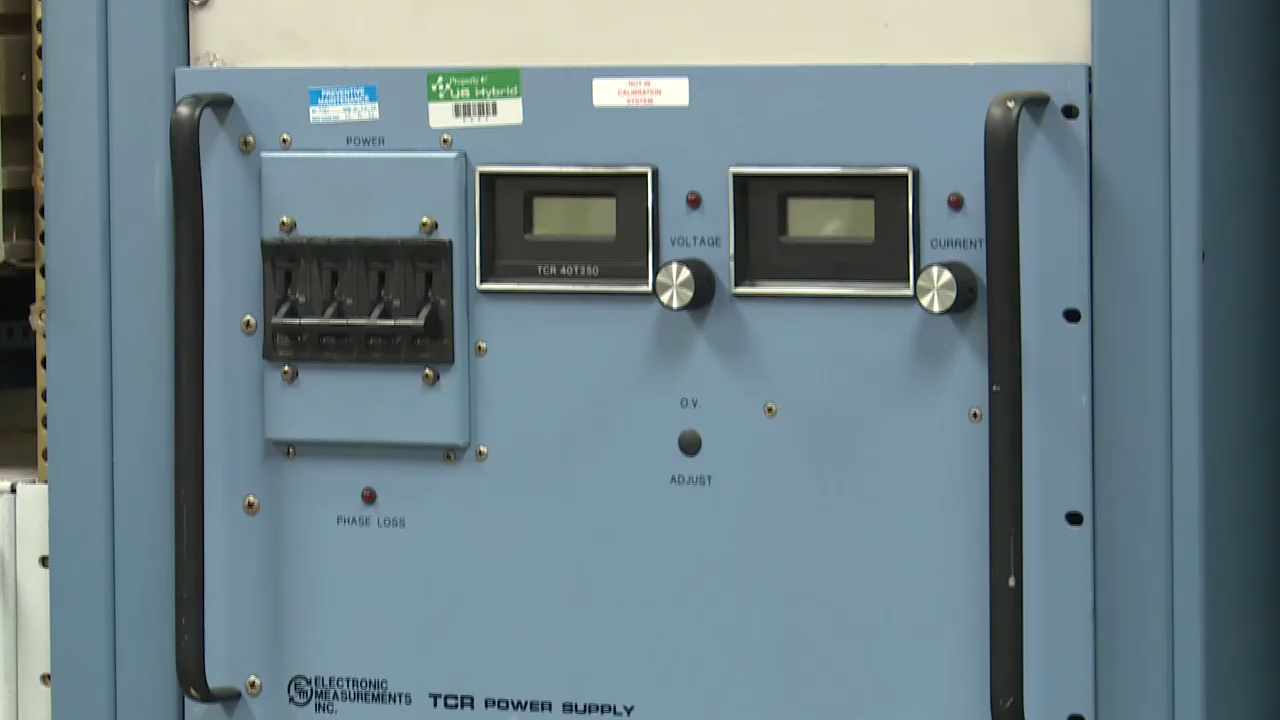 PREVENTIVE
MAINTENANCE
Property of
US Hybrid
NOT IN
CALIBRATION
SYSTEM
POWER
VOLTAGE
CURRENT
TCR 40T250
O.V.
ADJUST
PHASE LOSS
ELECTRONIC
MEASUREMENTS
INC.
TCR POWER SUPPLY